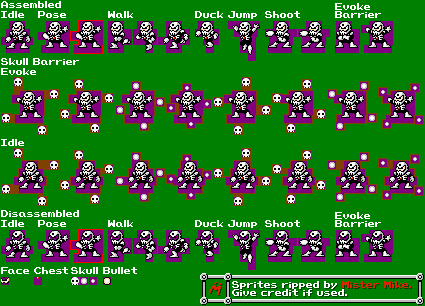 Assembled
Idle Pose Walk Duck Jump Shoot Evoke Barrier
Skull Barrier
Evoke
Idle
Disassembled
Idle Pose Walk Duck Jump Shoot Evoke Barrier
Face Chest Skull Bullet
Sprites ripped by Mister Mike.
Give credit if used.